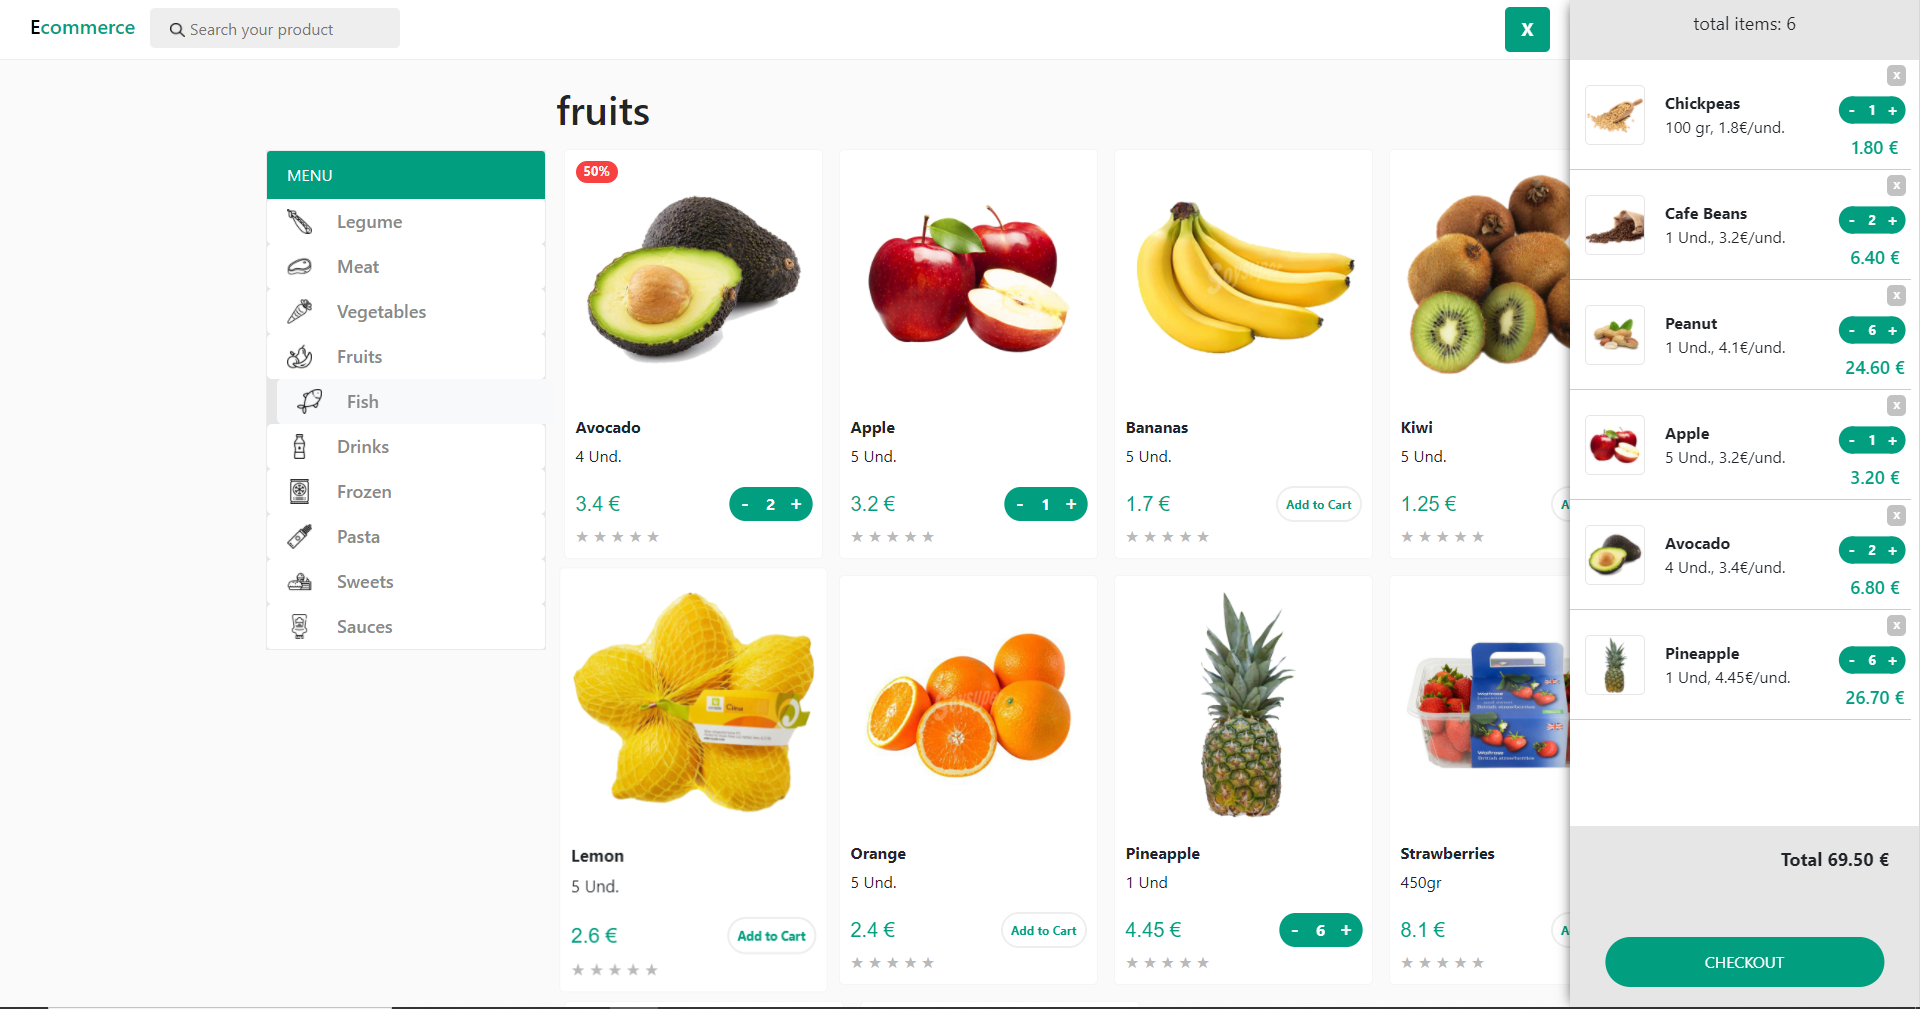 Ecommerce
Search your product
X
total items: 6
fruits
MENU
Legume
Meat
Vegetables
Fruits
Fish
Drinks
Frozen
Pasta
Sweets
Sauces
50%
Avocado
4 Und.
3.4 €
- 2 +
Apple
5 Und.
3.2 €
- 1 +
Bananas
5 Und.
1.7 €
Add to Cart
Kiwi
5 Und.
1.25 €
A
Lemon
5 Und.
2.6 €
Add to Cart
Orange
5 Und.
2.4 €
Add to Cart
Pineapple
1 Und
4.45 €
- 6 +
Waitrose
Strawberries
450gr
8.1 €
A
x
Chickpeas
100 gr, 1.8€/und.
- 1 +
1.80 €
x
Cafe Beans
1 Und., 3.2€/und.
- 2 +
6.40 €
x
Peanut
1 Und., 4.1€/und.
- 6 +
24.60 €
x
Apple
5 Und., 3.2€/und.
- 1 +
3.20 €
x
Avocado
4 Und., 3.4€/und.
- 2 +
6.80 €
x
Pineapple
1 Und, 4.45€/und.
- 6 +
26.70 €
Total 69.50 €
CHECKOUT